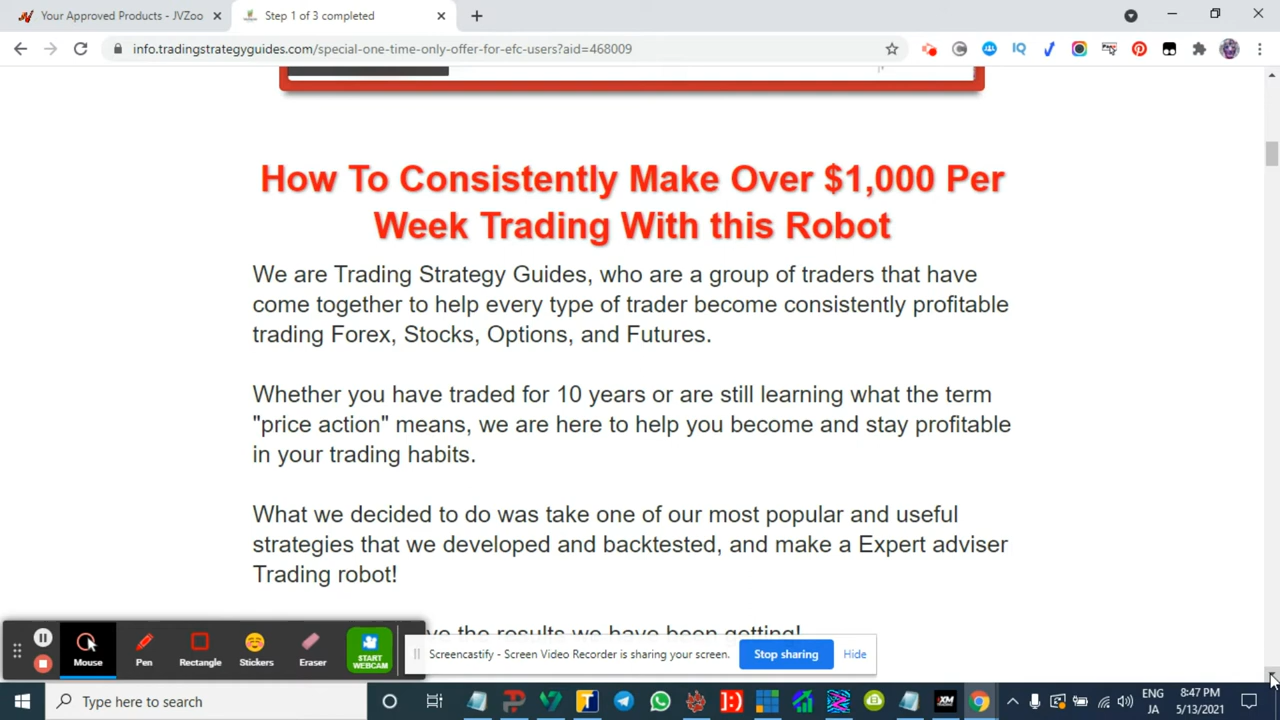 Your Approved Products - JVZoo
Step 1 of 3 completed
info.tradingstrategyguides.com/special-one-time-only-offer-for-efc-users?aid=468009
IQ
How To Consistently Make Over $1,000 Per
Week Trading With this Robot
We are Trading Strategy Guides, who are a group of traders that have
come together to help every type of trader become consistently profitable
trading Forex, Stocks, Options, and Futures.
Whether you have traded for 10 years or are still learning what the term
"price action" means, we are here to help you become and stay profitable
in your trading habits.
What we decided to do was take one of our most popular and useful
strategies that we developed and backtested, and make a Expert adviser
Trading robot!
the results we have been getting!
Mouse
Pen
Rectangle
Stickers
Eraser
START
WEBCAM
Screencastify - Screen Video Recorder is sharing your screen.
Stop sharing
Hide
Type here to search
XM
ENG
JA
8:47 PM
5/13/2021